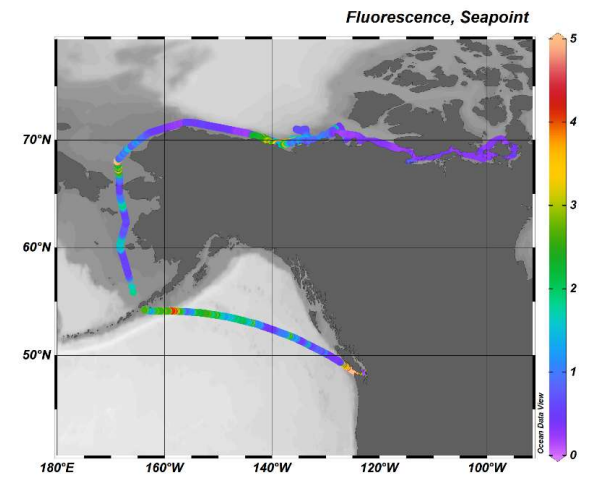 Fluorescence, Seapoint
5
4
70°N
3
60°N
2
50°N
1
Ocean Data View
0
180°E 160°W 140°W 120°W 100°W